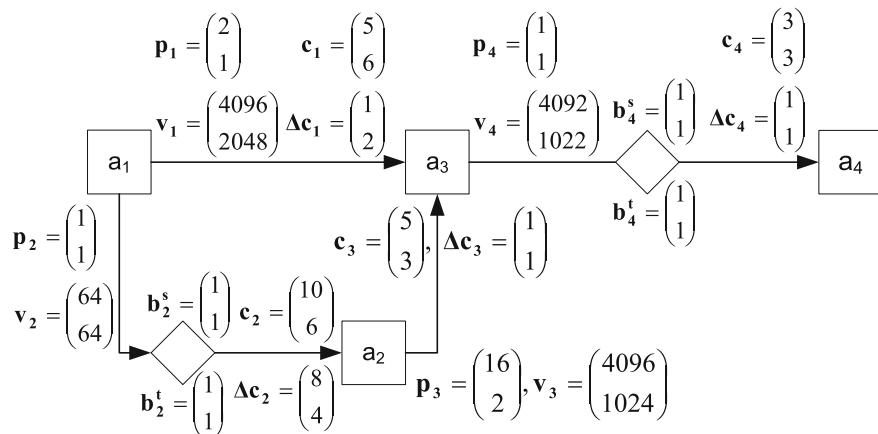 p₁ = (2 1) c₁ = (5 6) p₄ = (1 1) c₄ = (3 3)
v₁ = (4096 2048) Δc₁ = (1 2) v₄ = (4092 1022) b₄ˢ = (1 1) Δc₄ = (1 1)
a₁ a₃ a₄
b₄ᵗ = (1 1)
p₂ = (1 1)
c₃ = (5 3), Δc₃ = (1 1)
v₂ = (64 64) b₂ˢ = (1 1) c₂ = (10 6)
a₂
b₂ᵗ = (1 1) Δc₂ = (8 4) p₃ = (16 2), v₃ = (4096 1024)